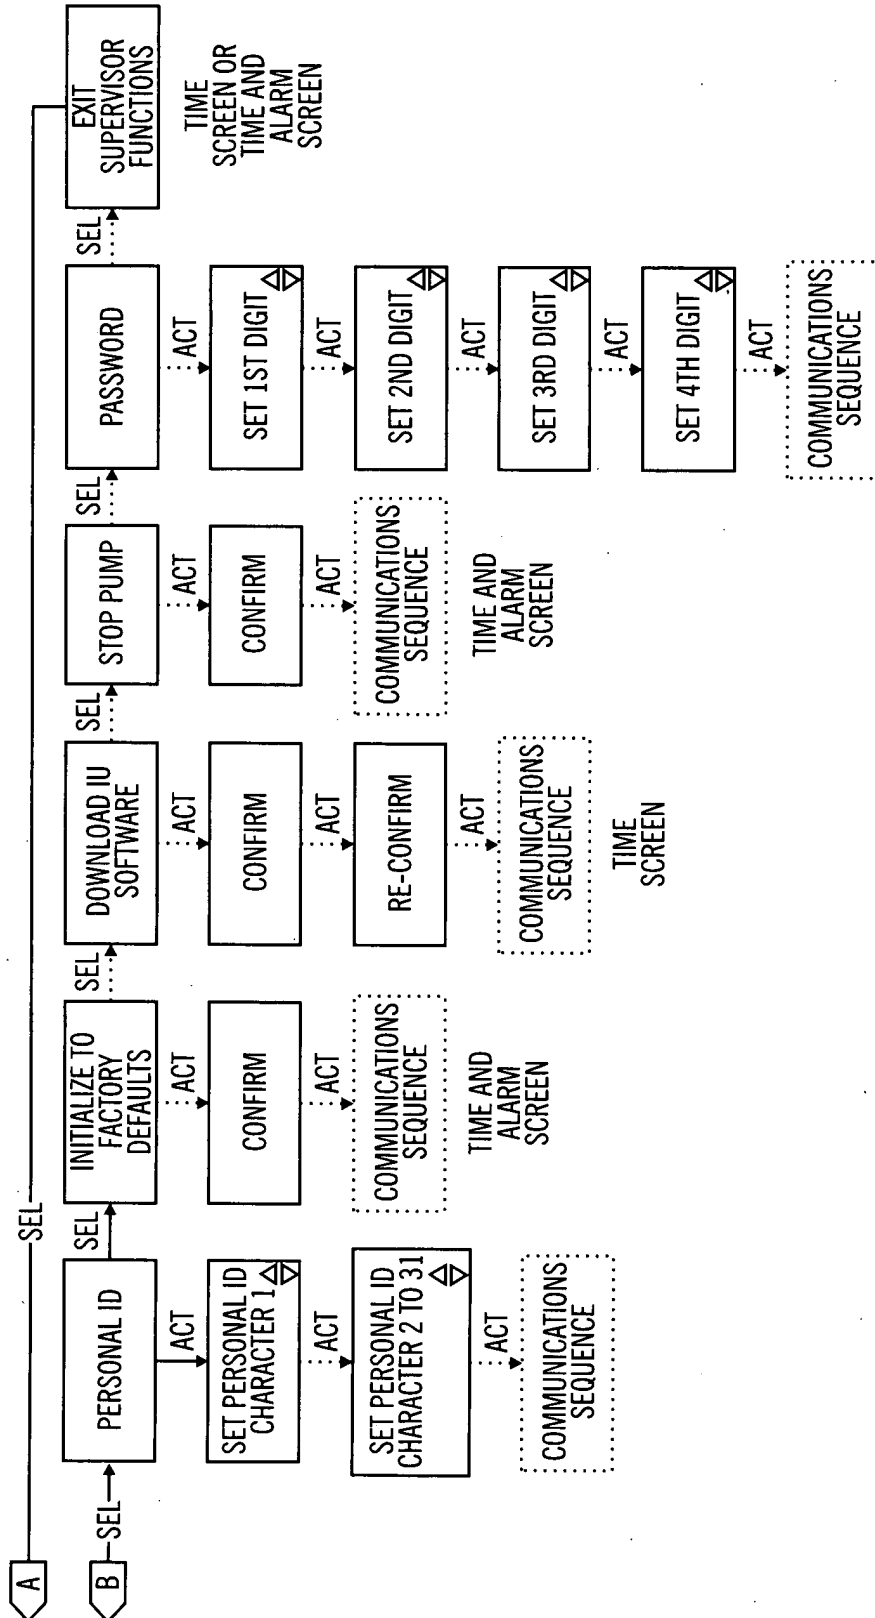 A
SEL
B
SEL
PERSONAL ID
SEL
INITIALIZE TO
FACTORY
DEFAULTS
SEL
DOWNLOAD IU
SOFTWARE
SEL
STOP PUMP
SEL
PASSWORD
SEL
EXIT
SUPERVISOR
FUNCTIONS
TIME
SCREEN OR
TIME AND
ALARM
SCREEN
ACT
SET PERSONAL ID
CHARACTER 1
ACT
SET PERSONAL ID
CHARACTER 2 TO 31
ACT
COMMUNICATIONS
SEQUENCE
ACT
CONFIRM
ACT
COMMUNICATIONS
SEQUENCE
TIME AND
ALARM
SCREEN
ACT
CONFIRM
ACT
RE-CONFIRM
ACT
COMMUNICATIONS
SEQUENCE
TIME
SCREEN
ACT
CONFIRM
ACT
COMMUNICATIONS
SEQUENCE
TIME AND
ALARM
SCREEN
ACT
SET 1ST DIGIT
ACT
SET 2ND DIGIT
ACT
SET 3RD DIGIT
ACT
SET 4TH DIGIT
ACT
COMMUNICATIONS
SEQUENCE